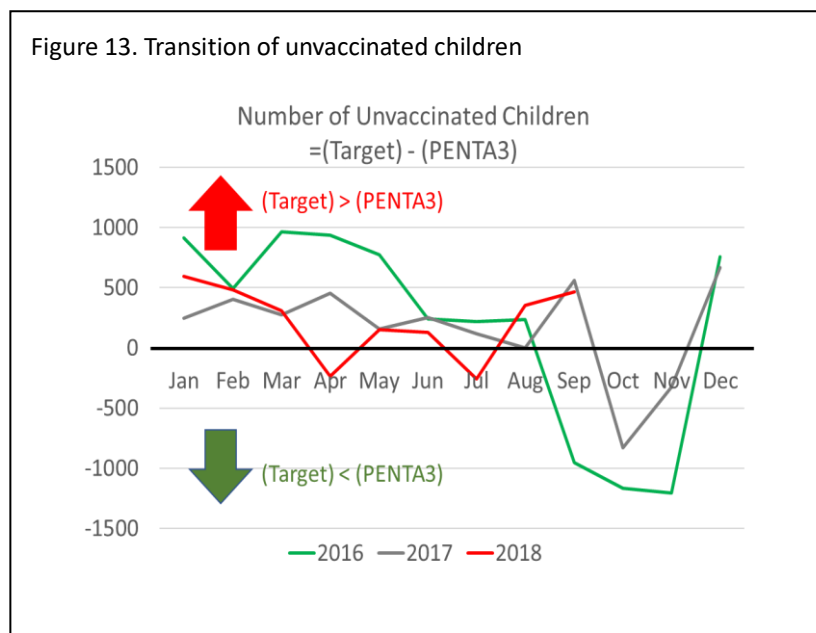 Figure 13. Transition of unvaccinated children
Number of Unvaccinated Children
=(Target) - (PENTA3)
1500
(Target) > (PENTA3)
1000
500
0
Jan Feb Mar Apr May Jun Jul Aug Sep Oct Nov Dec
-500
-1000
(Target) < (PENTA3)
-1500
2016 2017 2018